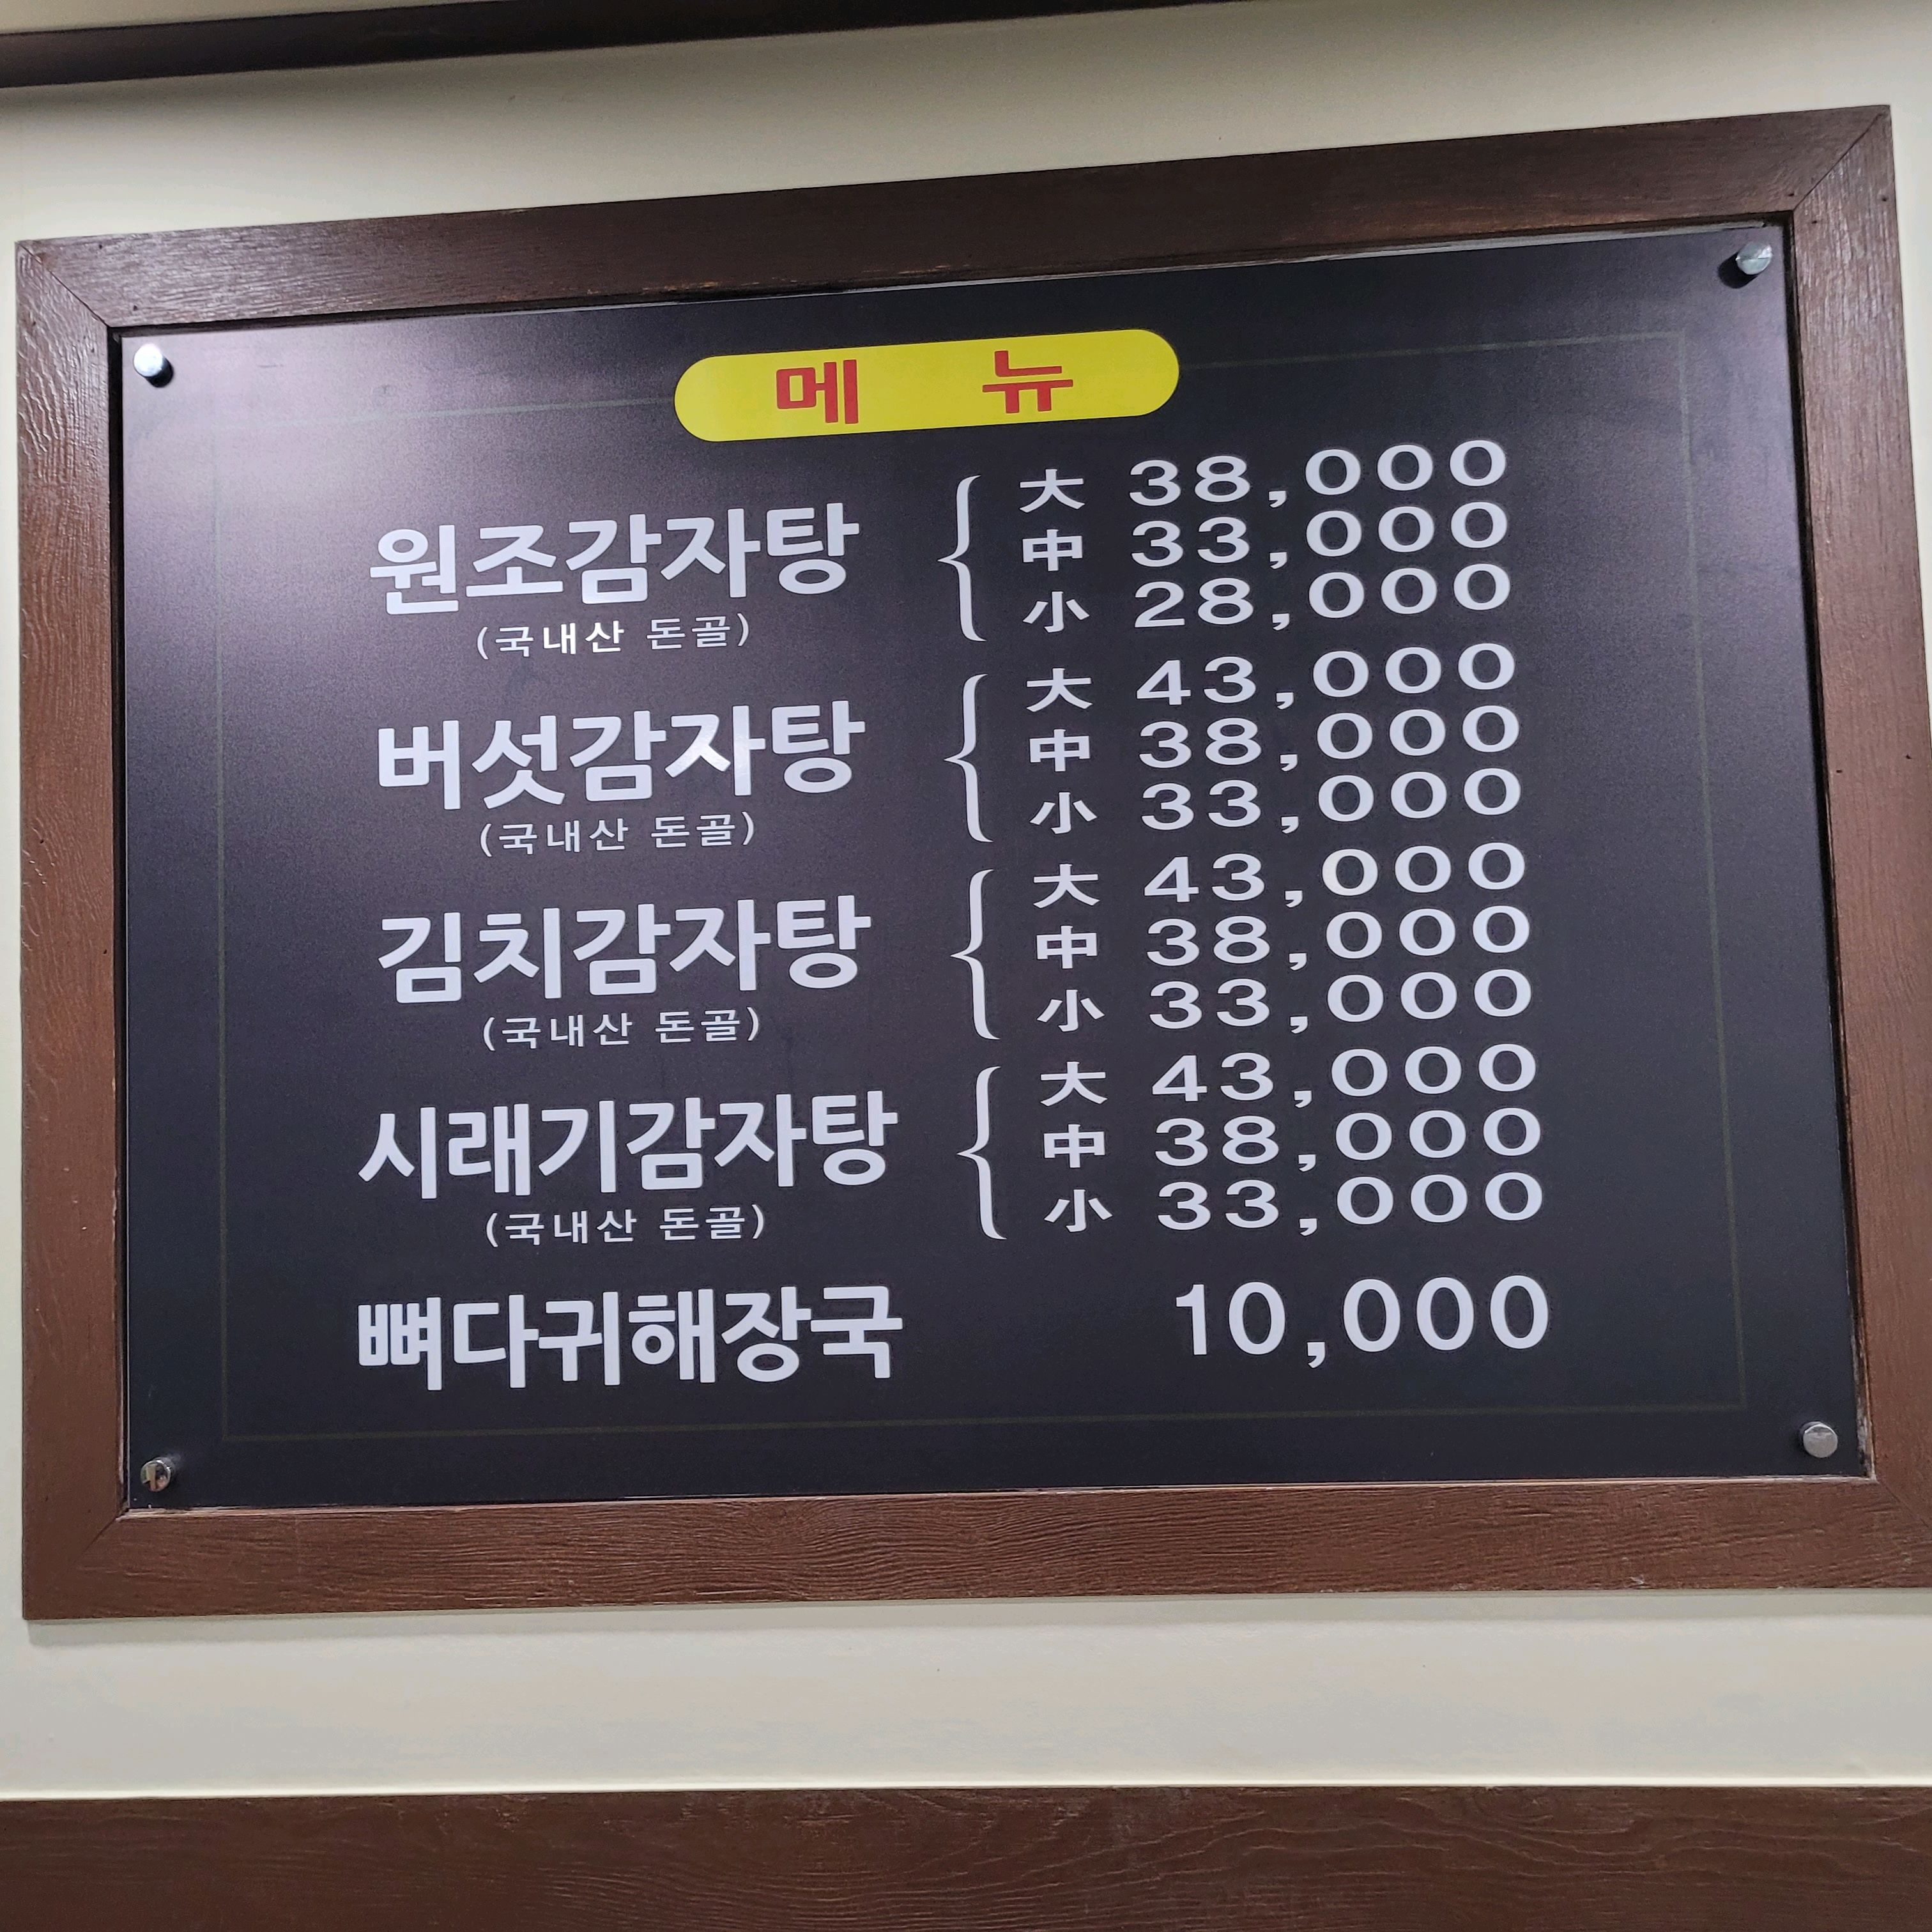 메 뉴
원조감자탕
(국내산 돈골)
大 38,000
中 33,000
小 28,000
버섯감자탕
(국내산 돈골)
大 43,000
中 38,000
小 33,000
김치감자탕
(국내산 돈골)
大 43,000
中 38,000
小 33,000
시래기감자탕
(국내산 돈골)
大 43,000
中 38,000
小 33,000
뼈다귀해장국 10,000